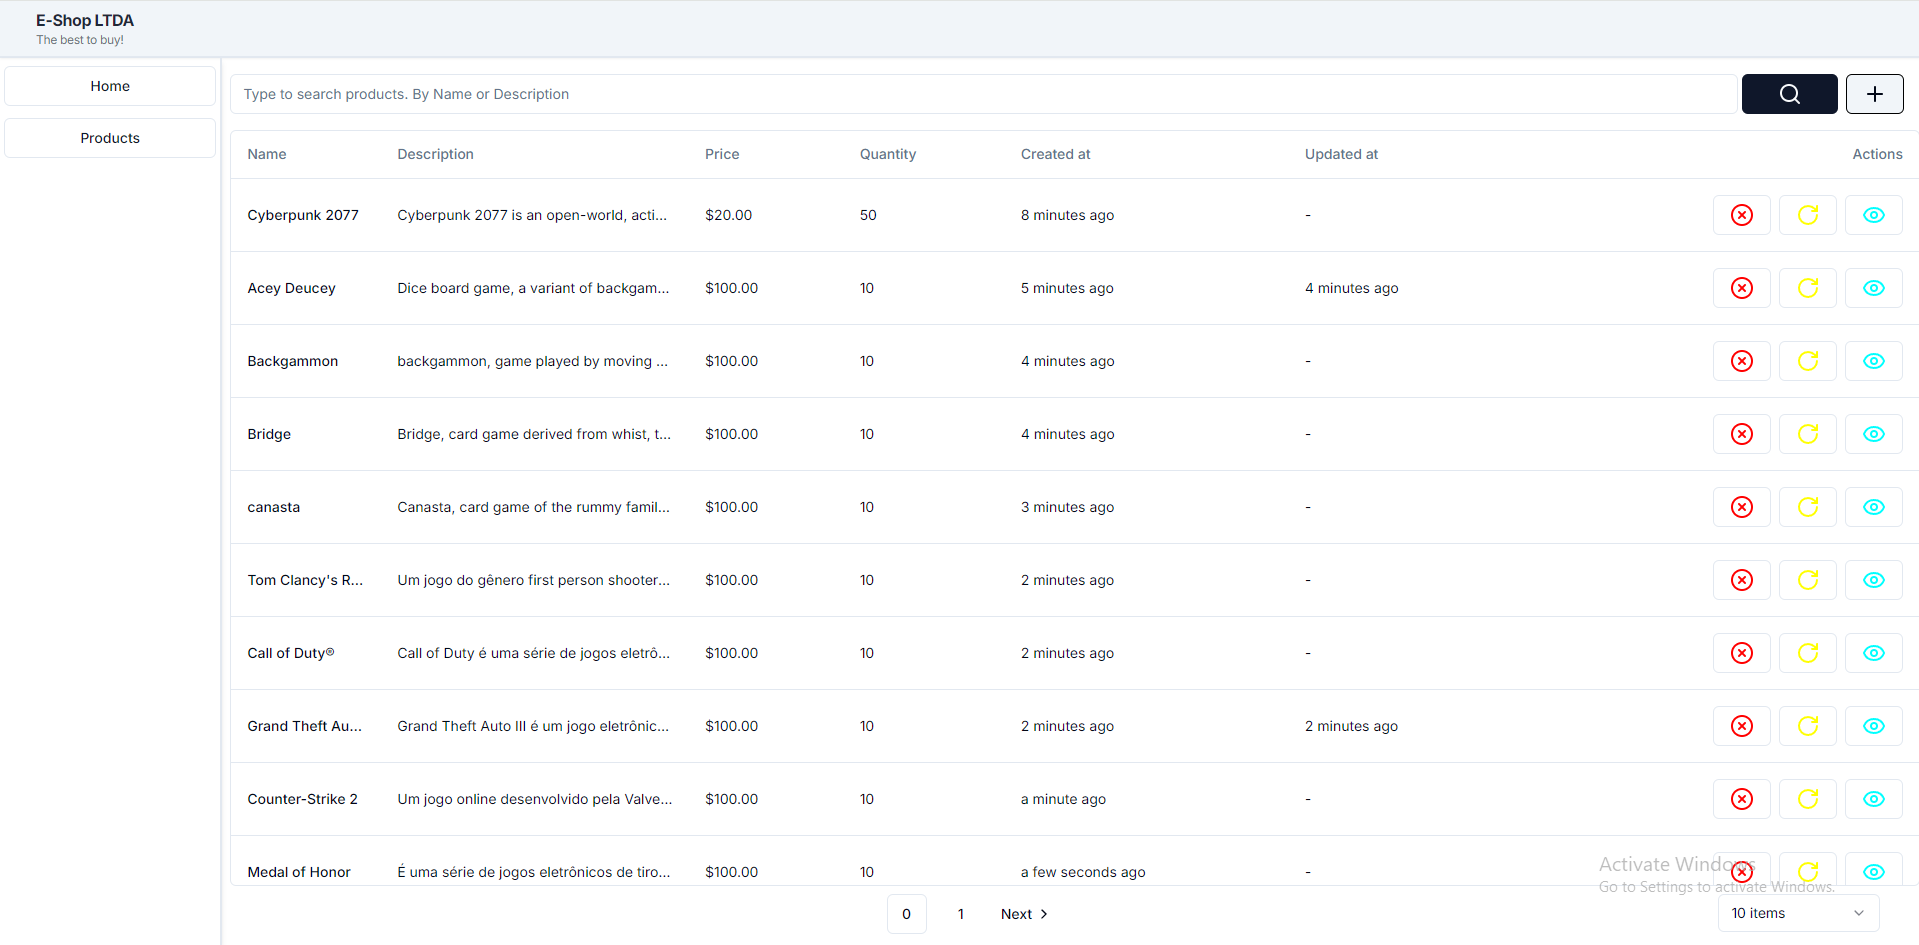 E-Shop LTDA
The best to buy!
Home
Products
Type to search products. By Name or Description
Name Description Price Quantity Created at Updated at Actions
Cyberpunk 2077 Cyberpunk 2077 is an open-world, acti... $20.00 50 8 minutes ago -
Acey Deucey Dice board game, a variant of backgam... $100.00 10 5 minutes ago 4 minutes ago
Backgammon backgammon, game played by moving ... $100.00 10 4 minutes ago -
Bridge Bridge, card game derived from whist, t... $100.00 10 4 minutes ago -
canasta Canasta, card game of the rummy famil... $100.00 10 3 minutes ago -
Tom Clancy's R... Um jogo do gênero first person shooter... $100.00 10 2 minutes ago -
Call of Duty® Call of Duty é uma série de jogos eletrô... $100.00 10 2 minutes ago -
Grand Theft Au... Grand Theft Auto III é um jogo eletrônic... $100.00 10 2 minutes ago 2 minutes ago
Counter-Strike 2 Um jogo online desenvolvido pela Valve... $100.00 10 a minute ago -
Medal of Honor É uma série de jogos eletrônicos de tiro... $100.00 10 a few seconds ago -
Activate Windows
Go to Settings to activate Windows.
0 1 Next
10 items